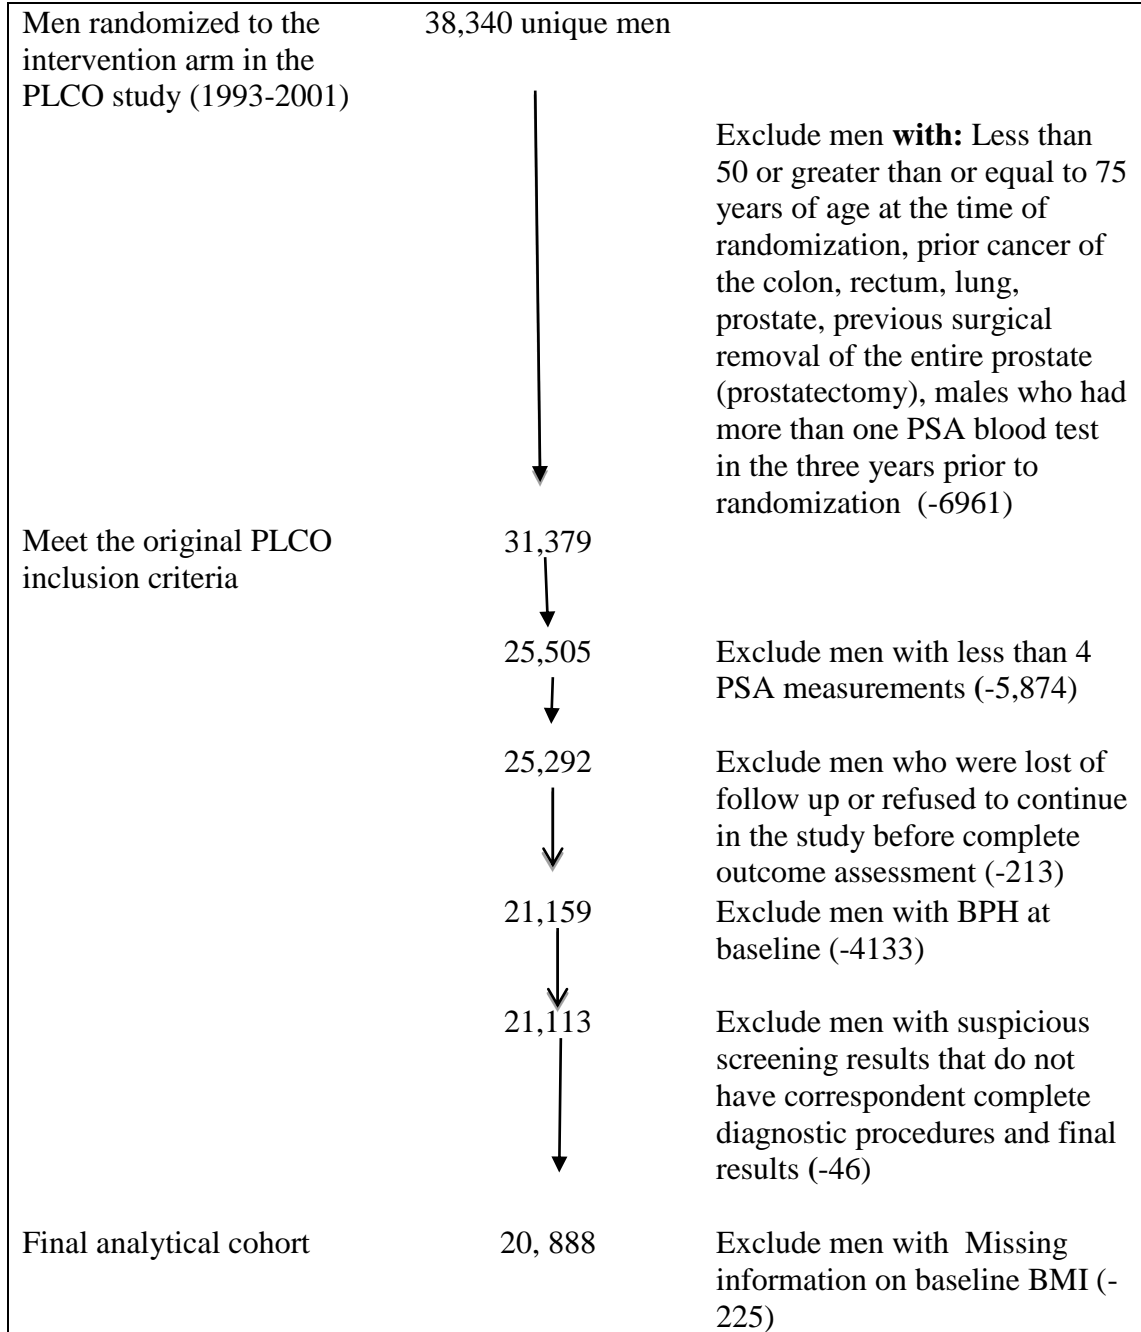 Men randomized to the
intervention arm in the
PLCO study (1993-2001)
38,340 unique men
Exclude men with: Less than
50 or greater than or equal to 75
years of age at the time of
randomization, prior cancer of
the colon, rectum, lung,
prostate, previous surgical
removal of the entire prostate
(prostatectomy), males who had
more than one PSA blood test
in the three years prior to
randomization (-6961)
Meet the original PLCO
inclusion criteria
31,379
25,505
Exclude men with less than 4
PSA measurements (-5,874)
25,292
Exclude men who were lost of
follow up or refused to continue
in the study before complete
outcome assessment (-213)
21,159
Exclude men with BPH at
baseline (-4133)
21,113
Exclude men with suspicious
screening results that do not
have correspondent complete
diagnostic procedures and final
results (-46)
Final analytical cohort
20, 888
Exclude men with Missing
information on baseline BMI (-
225)